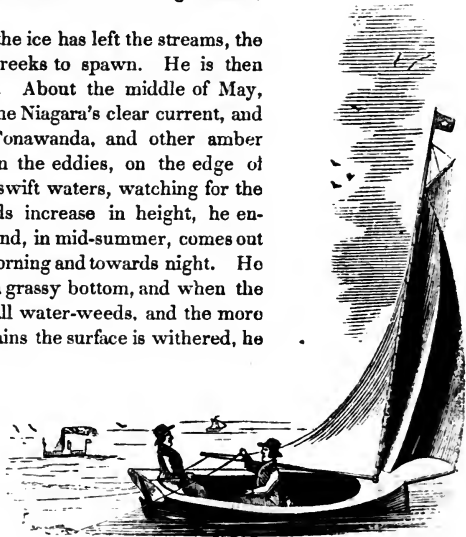 the ice has left the streams, the
reeks to spawn. He is then
. About the middle of May,
ne Niagara's clear current, and
onawanda, and other amber
n the eddies, on the edge of
swift waters, watching for the
ds increase in height, he en-
nd, in mid-summer, comes out
orning and towards night. He
grassy bottom, and when the
ll water-weeds, and the more
ins the surface is withered, he